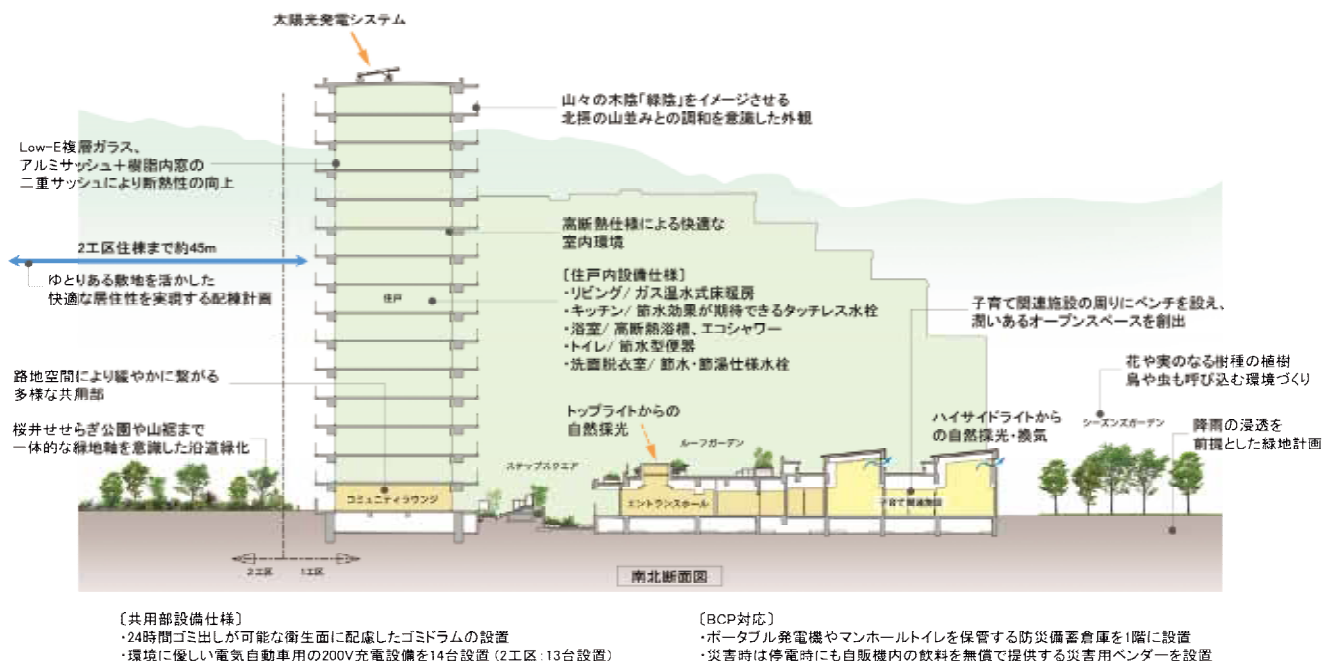 太陽光発電システム
山々の木陰「緑陰」をイメージさせる
北摂の山並みとの調和を意識した外観
Low-E複層ガラス、
アルミサッシュ＋樹脂内窓の
二重サッシュにより断熱性の向上
2工区住棟まで約45m
ゆとりある敷地を活かした
快適な居住性を実現する配棟計画
高断熱仕様による快適な
室内環境
〔住戸内設備仕様〕
・リビング/ ガス温水式床暖房
・キッチン/ 節水効果が期待できるタッチレス水栓
・浴室/ 高断熱浴槽、エコシャワー
・トイレ/ 節水型便器
・洗面脱衣室/ 節水・節湯仕様水栓
住戸
子育て関連施設の周りにベンチを設え、
潤いあるオープンスペースを創出
路地空間により緩やかに繋がる
多様な共用部
花や実のなる樹種の植樹
鳥や虫も呼び込む環境づくり
桜井せせらぎ公園や山裾まで
一体的な緑地軸を意識した沿道緑化
トップライトからの
自然採光
ハイサイドライトから
の自然採光・換気
シーズンズガーデン
降雨の浸透を
前提とした緑地計画
ルーフガーデン
ステップスクエア
コミュニティラウンジ
エントランスホール
子育て関連施設
2工区
1工区
南北断面図
〔共用部設備仕様〕
・24時間ゴミ出しが可能な衛生面に配慮したゴミドラムの設置
・環境に優しい電気自動車用の200V充電設備を14台設置（2工区：13台設置）
〔BCP対応〕
・ポータブル発電機やマンホールトイレを保管する防災備蓄倉庫を1階に設置
・災害時は停電時にも自販機内の飲料を無償で提供する災害用ベンダーを設置